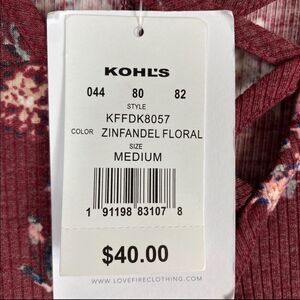 KOHL'S
044 80 82
STYLE
KFFDK8057
COLOR ZINFANDEL FLORAL
SIZE
MEDIUM
1 91198 83107 8
$40.00
WWW.LOVEFIRECLOTHING.COM